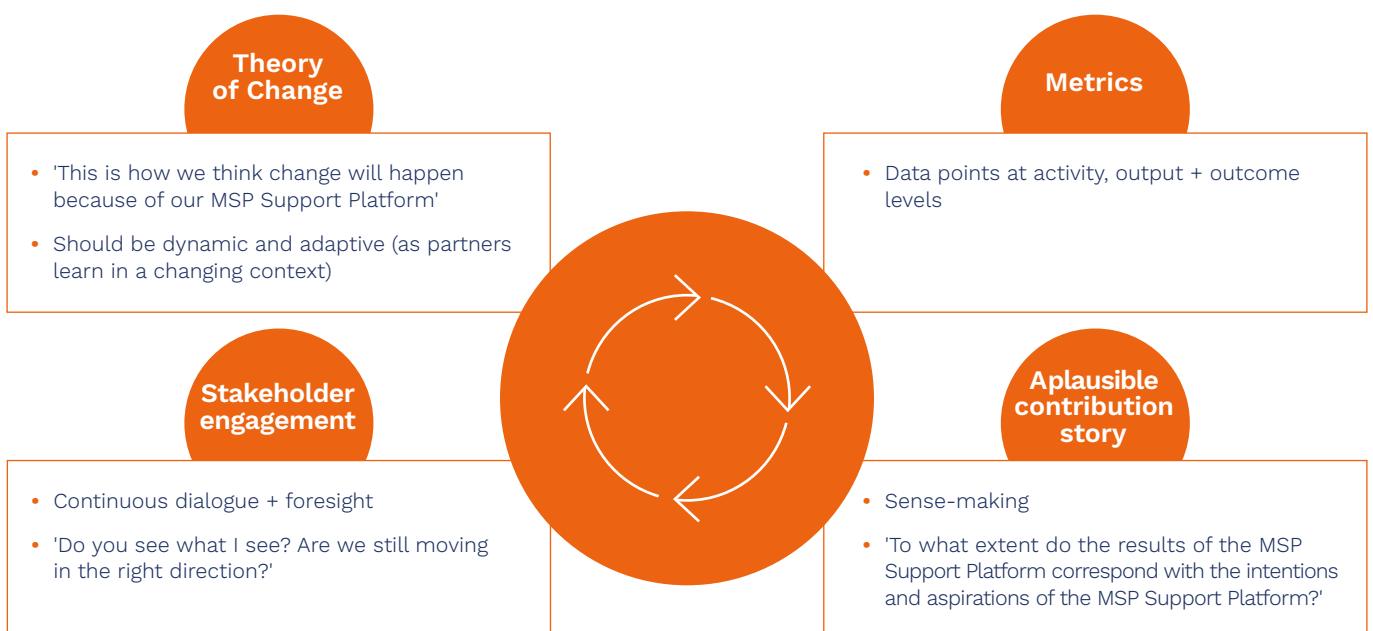 Theory
of Change
• 'This is how we think change will happen
because of our MSP Support Platform'
• Should be dynamic and adaptive (as partners
learn in a changing context)
Metrics
• Data points at activity, output + outcome
levels
Stakeholder
engagement
• Continuous dialogue + foresight
• 'Do you see what I see? Are we still moving
in the right direction?'
Aplausible
contribution
story
• Sense-making
• 'To what extent do the results of the MSP
Support Platform correspond with the intentions
and aspirations of the MSP Support Platform?'